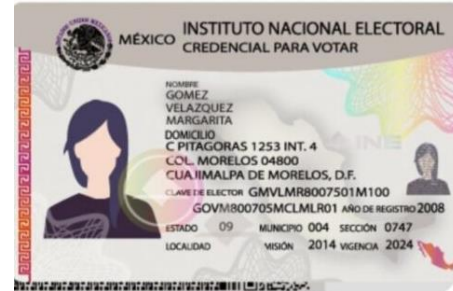 MÉXICO
INSTITUTO NACIONAL ELECTORAL
CREDENCIAL PARA VOTAR
NOMBRE
GOMEZ
VELAZQUEZ
MARGARITA
DOMICILIO
C PITAGORAS 1253 INT. 4
COL. MORELOS 04800
CUAJIMALPA DE MORELOS, D.F.
CLAVE DE ELECTOR GMVLMR8007501M100
GOVM800705MCLMLR01 AÑO DE REGISTRO 2008
ESTADO 09 MUNICIPIO 004 SECCIÓN 0747
LOCALIDAD MISIÓN 2014 VIGENCIA 2024
INE